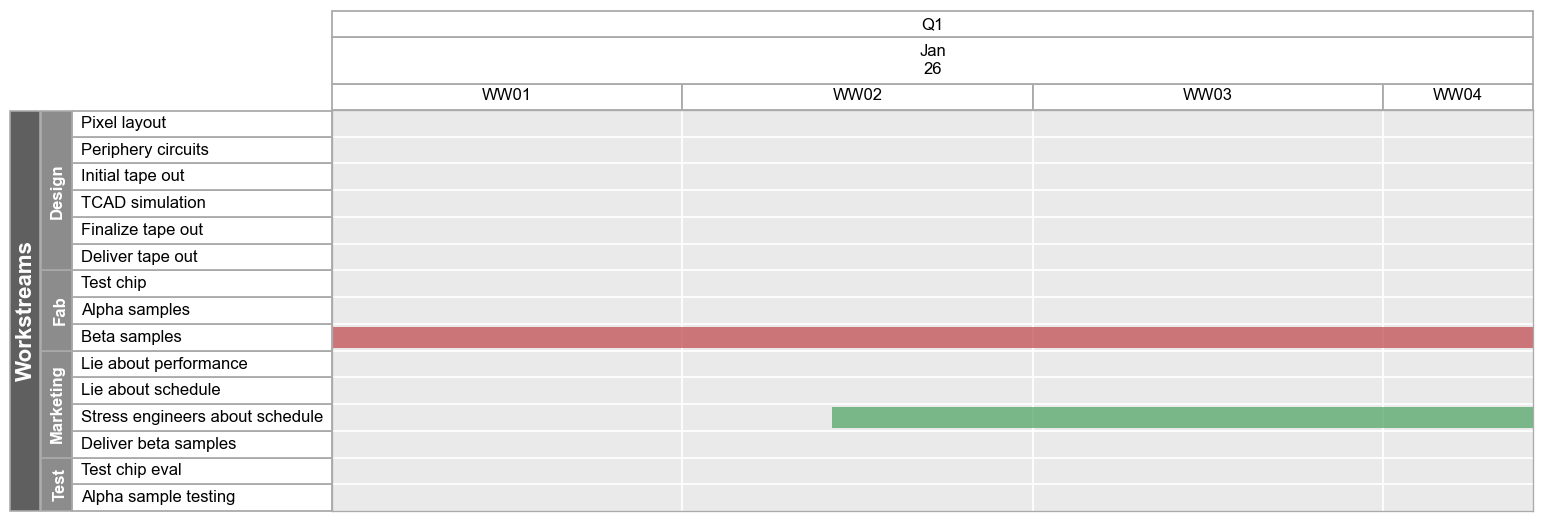 Q1
Jan
26
WW01 WW02 WW03 WW04
Workstreams
Design
Pixel layout
Periphery circuits
Initial tape out
TCAD simulation
Finalize tape out
Deliver tape out
Fab
Test chip
Alpha samples
Beta samples
Marketing
Lie about performance
Lie about schedule
Stress engineers about schedule
Deliver beta samples
Test
Test chip eval
Alpha sample testing